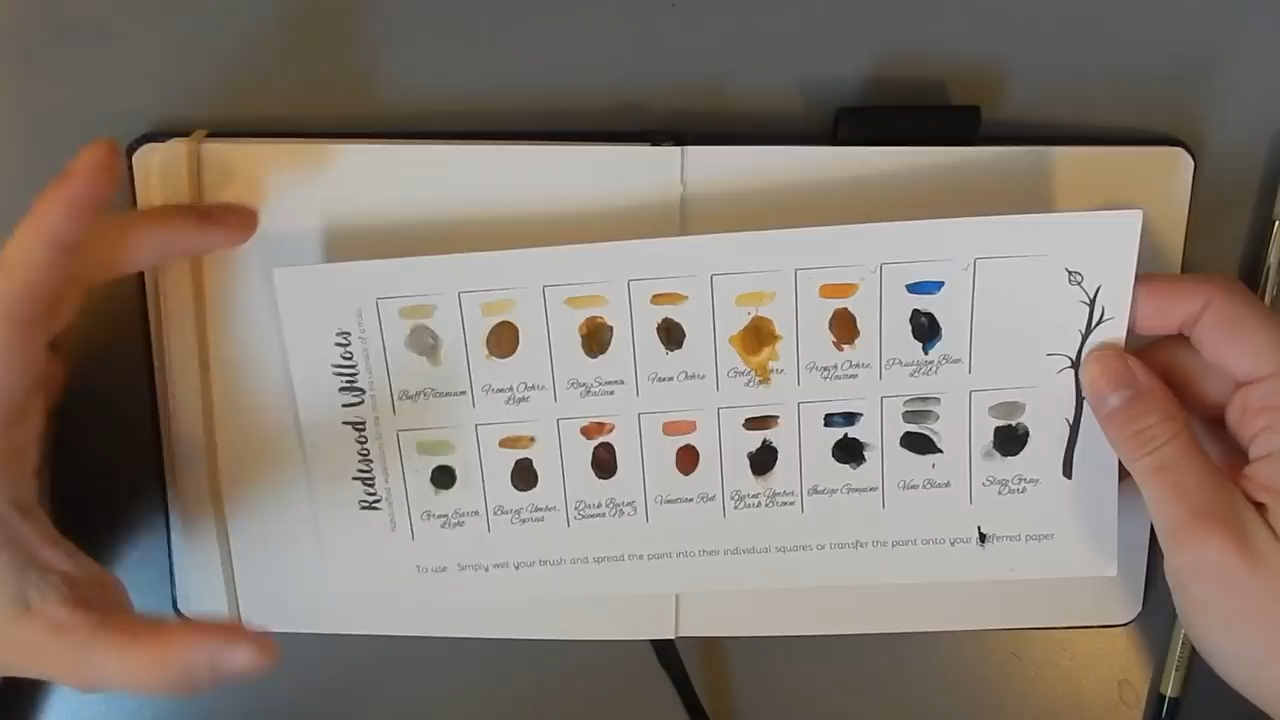 Redwood Willow
Buff Titanium
French Ochre,
Light
Raw Sienna,
Italian
Fawn Ochre
Gold Ochre,
Light
French Ochre,
Havane
Prussian Blue,
Green Earth,
Light
Burnt Umber,
Cyprus
Dark Burnt
Sienna No.3
Venetian Red
Burnt Umber,
Dark Brown
Indigo Genuine
Vine Black
Slate Gray,
Dark
To use: Simply wet your brush and spread the paint into their individual squares or transfer the paint onto your preferred paper